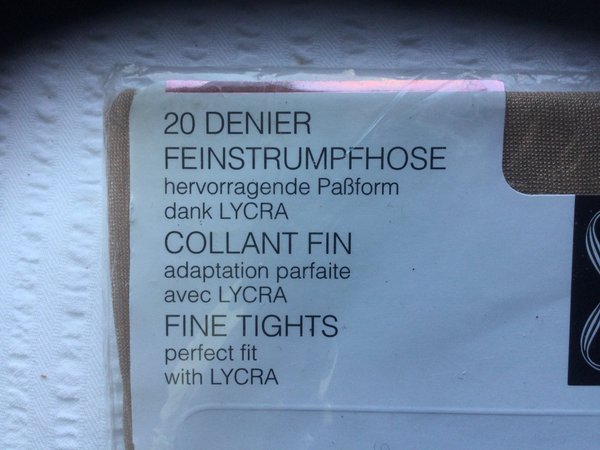 20 DENIER
FEINSTRUMPFHOSE
hervorragende Paßform
dank LYCRA
COLLANT FIN
adaptation parfaite
avec LYCRA
FINE TIGHTS
perfect fit
with LYCRA